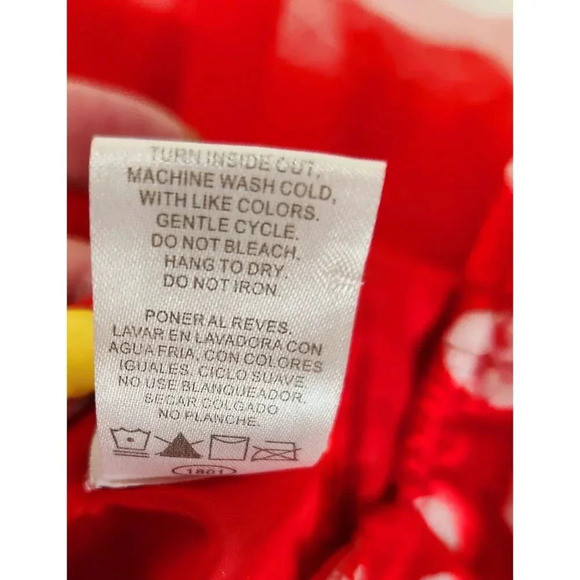 TURN INSIDE OUT,
MACHINE WASH COLD,
WITH LIKE COLORS.
GENTLE CYCLE.
DO NOT BLEACH.
HANG TO DRY.
DO NOT IRON.
PONER AL REVES,
LAVAR EN LAVADORA CON
AGUA FRIA, CON COLORES
IGUALES. CICLO SUAVE
NO USE BLANQUEADOR.
SECAR COLGADO
NO PLANCHE.
1801